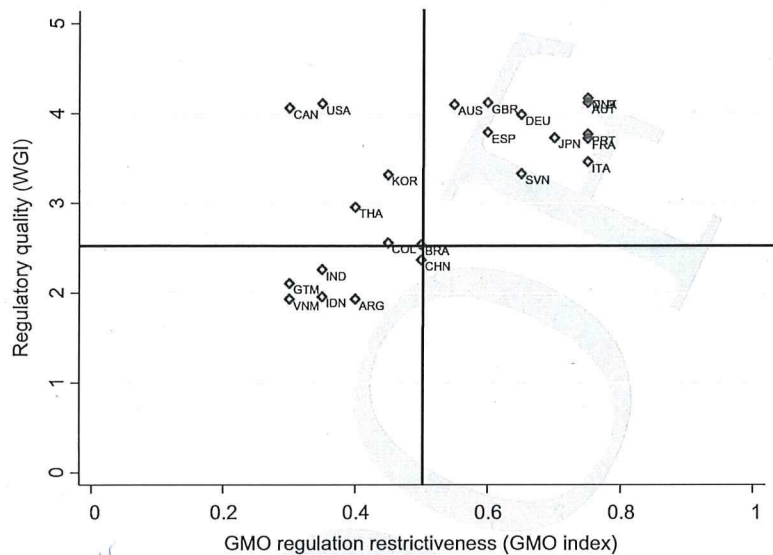 Regulatory quality (WGI)
5
4
3
2
1
0
CAN
USA
AUS
GBR
DEU
AUT
ESP
JPN
PRT
FRA
ITA
KOR
SVN
THA
COL
BRA
CHN
IND
GTM
VNM
IDN
ARG
0
0.2
0.4
0.6
0.8
1
GMO regulation restrictiveness (GMO index)